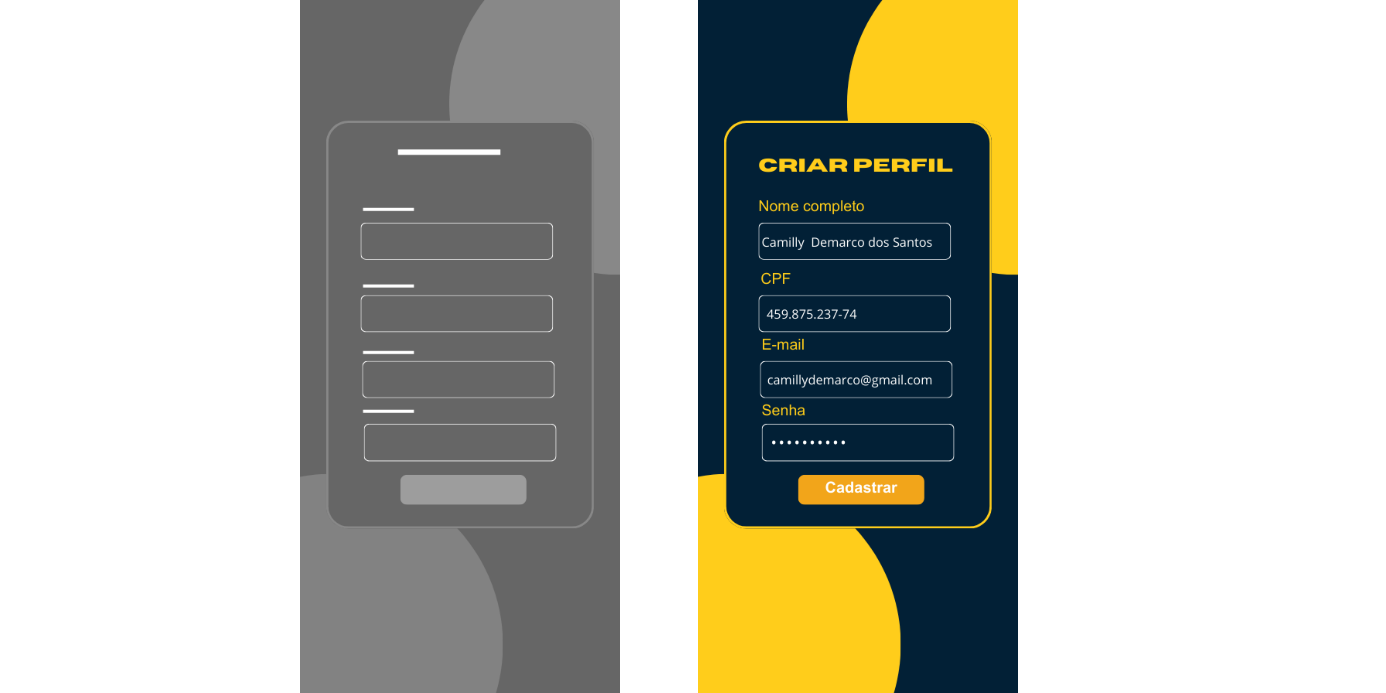 CRIAR PERFIL
Nome completo
Camilly Demarco dos Santos
CPF
459.875.237-74
E-mail
camillydemarco@gmail.com
Senha
••••••••••
Cadastrar